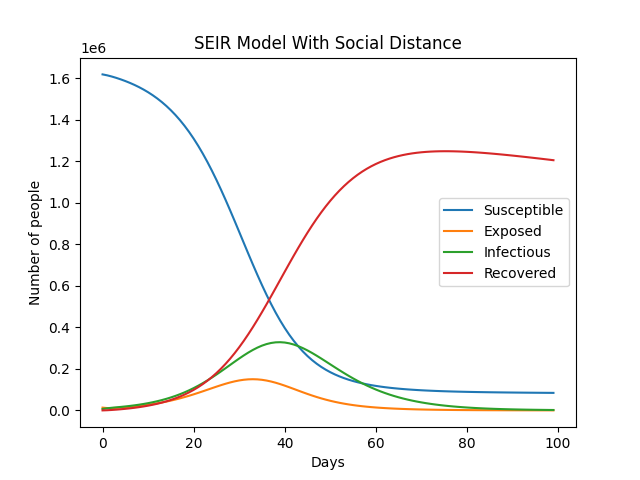 SEIR Model With Social Distance
1e6
1.6
1.4
1.2
1.0
0.8
0.6
0.4
0.2
0.0
Number of people
Susceptible
Exposed
Infectious
Recovered
0 20 40 60 80 100
Days